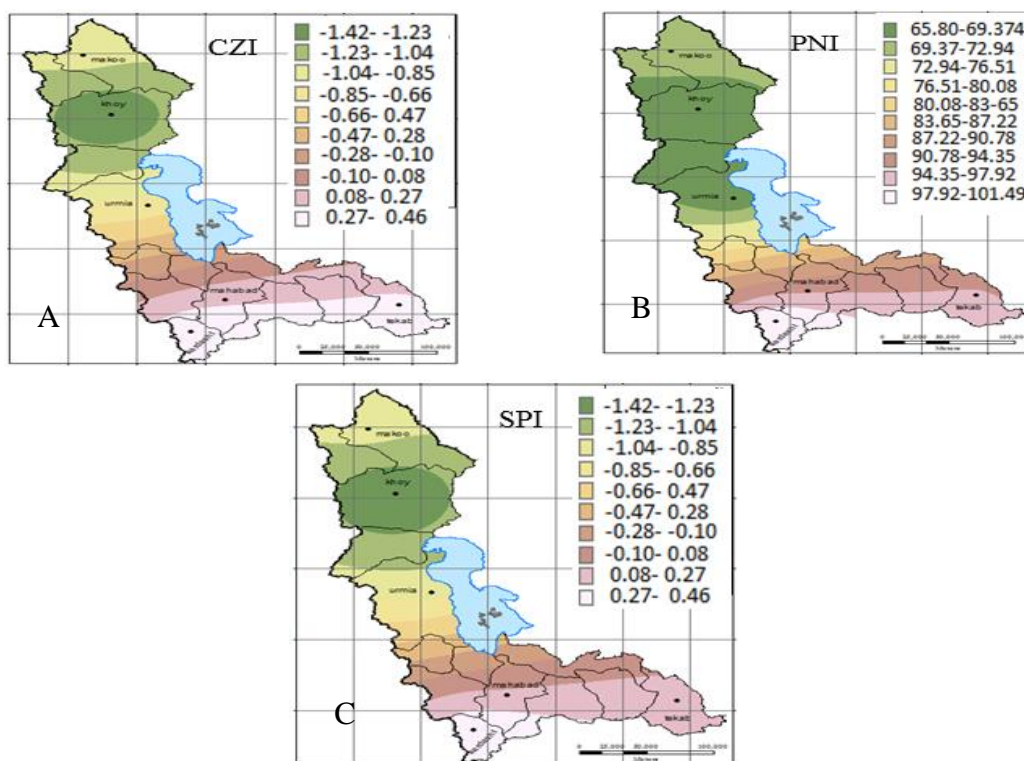 CZI
-1.42- -1.23
-1.23- -1.04
-1.04- -0.85
-0.85- -0.66
-0.66- 0.47
-0.47- 0.28
-0.28- -0.10
-0.10- 0.08
0.08- 0.27
0.27- 0.46
makoo
khoy
urmia
mahabad
tekab
A
PNI
65.80-69.374
69.37-72.94
72.94-76.51
76.51-80.08
80.08-83-65
83.65-87.22
87.22-90.78
90.78-94.35
94.35-97.92
97.92-101.49
makoo
khoy
urmia
mahabad
tekab
B
SPI
-1.42- -1.23
-1.23- -1.04
-1.04- -0.85
-0.85- -0.66
-0.66- 0.47
-0.47- 0.28
-0.28- -0.10
-0.10- 0.08
0.08- 0.27
0.27- 0.46
makoo
khoy
urmia
mahabad
tekab
C